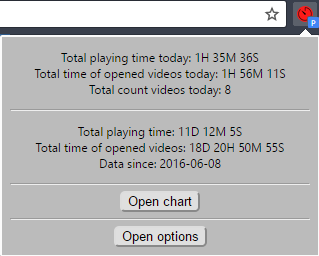 P
Total playing time today: 1H 35M 36S
Total time of opened videos today: 1H 56M 11S
Total count videos today: 8
Total playing time: 11D 12M 5S
Total time of opened videos: 18D 20H 50M 55S
Data since: 2016-06-08
Open chart
Open options